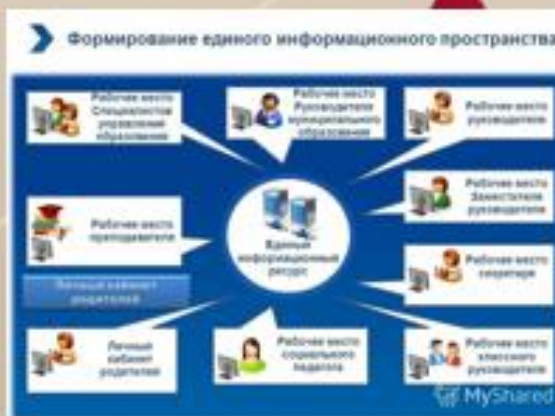 Формирование единого информационного пространства
Рабочее место
Специалистов
управления
образования
Рабочее место
Руководителя
муниципального
образования
Рабочее место
руководителя
Рабочее место
преподавателя
Единый
информационный
ресурс
Рабочее место
Заместителя
руководителя
Личный кабинет
родителей
Рабочее место
секретаря
Личный
кабинет
родителей
Рабочее место
социального
педагога
Рабочее место
классного
руководителя
MyShared